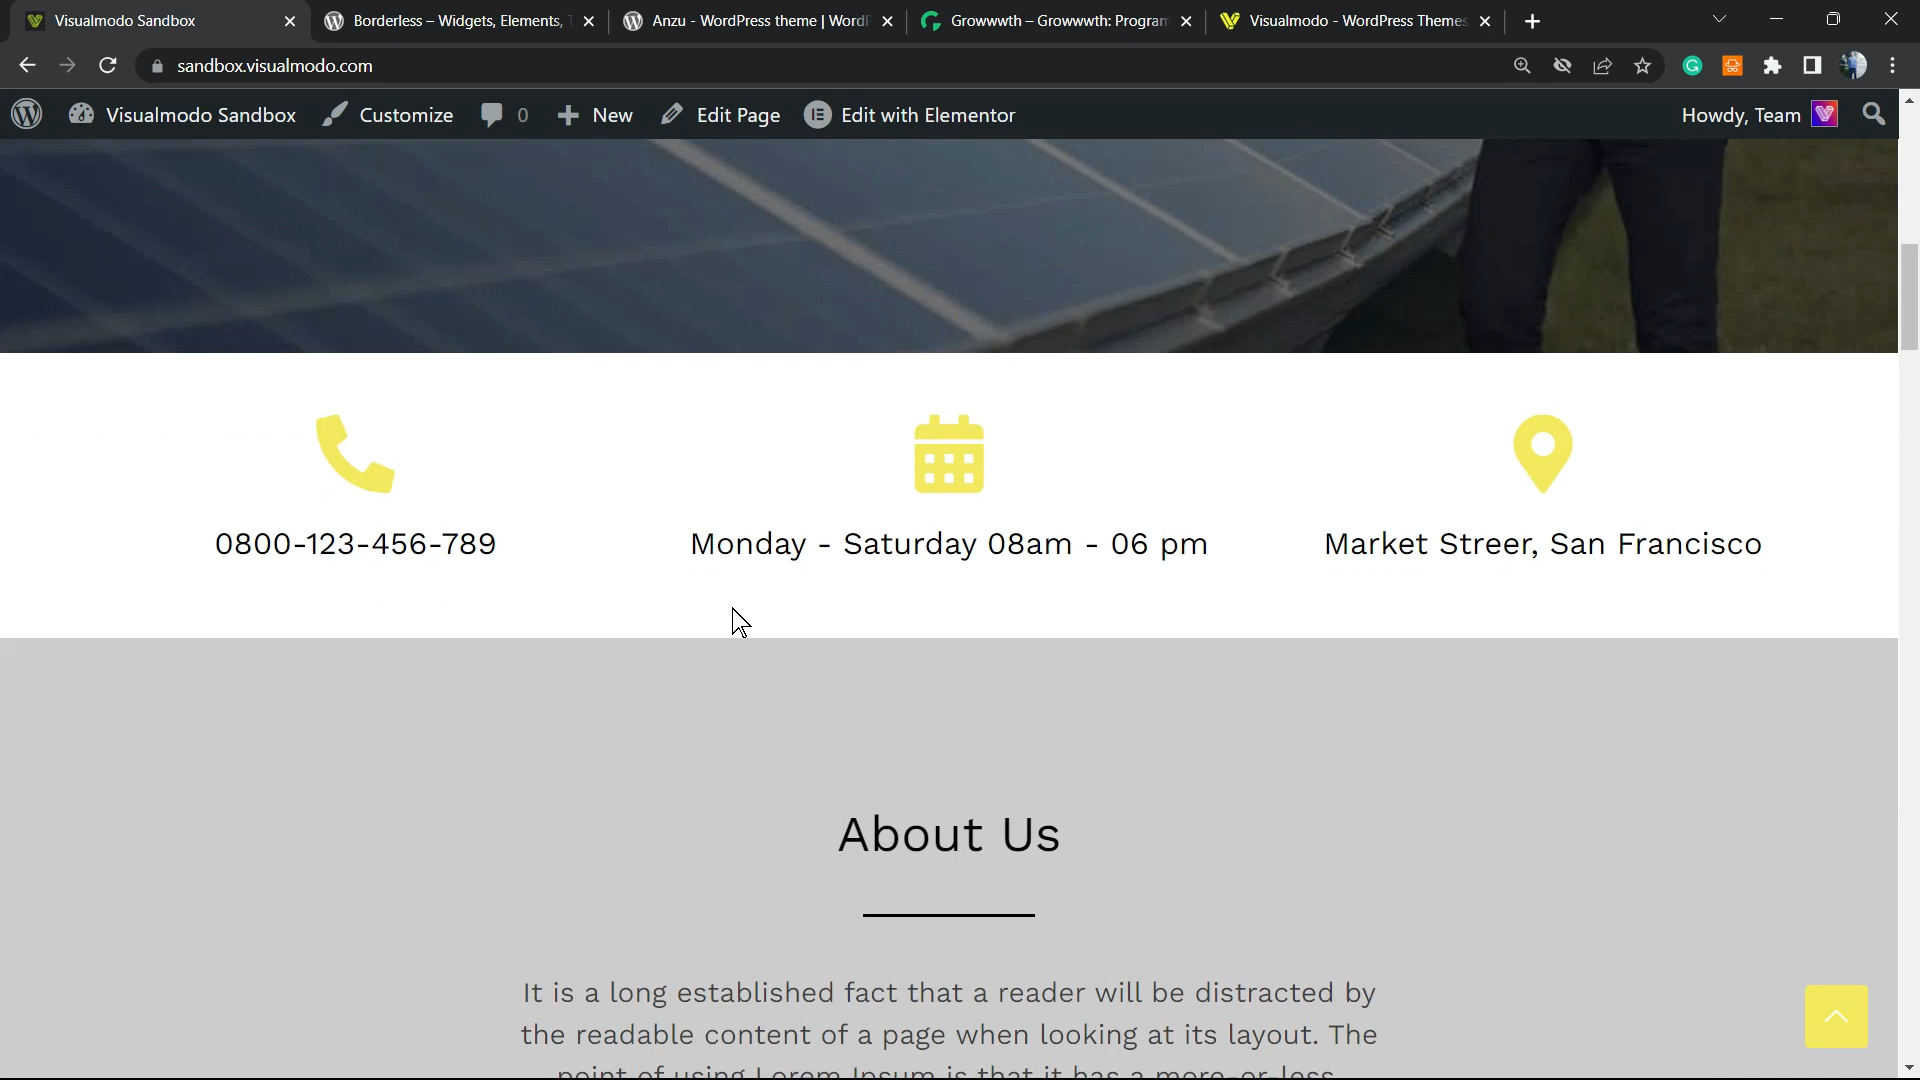 Visualmodo Sandbox
Borderless – Widgets, Elements,
Anzu - WordPress theme | Word
Growwwth – Growwwth: Program
Visualmodo - WordPress Themes
sandbox.visualmodo.com
Visualmodo Sandbox
Customize
0
New
Edit Page
Edit with Elementor
Howdy, Team
0800-123-456-789
Monday - Saturday 08am - 06 pm
Market Streer, San Francisco
About Us
It is a long established fact that a reader will be distracted by
the readable content of a page when looking at its layout. The
point of using Lorem Ipsum is that it has a more-or-less